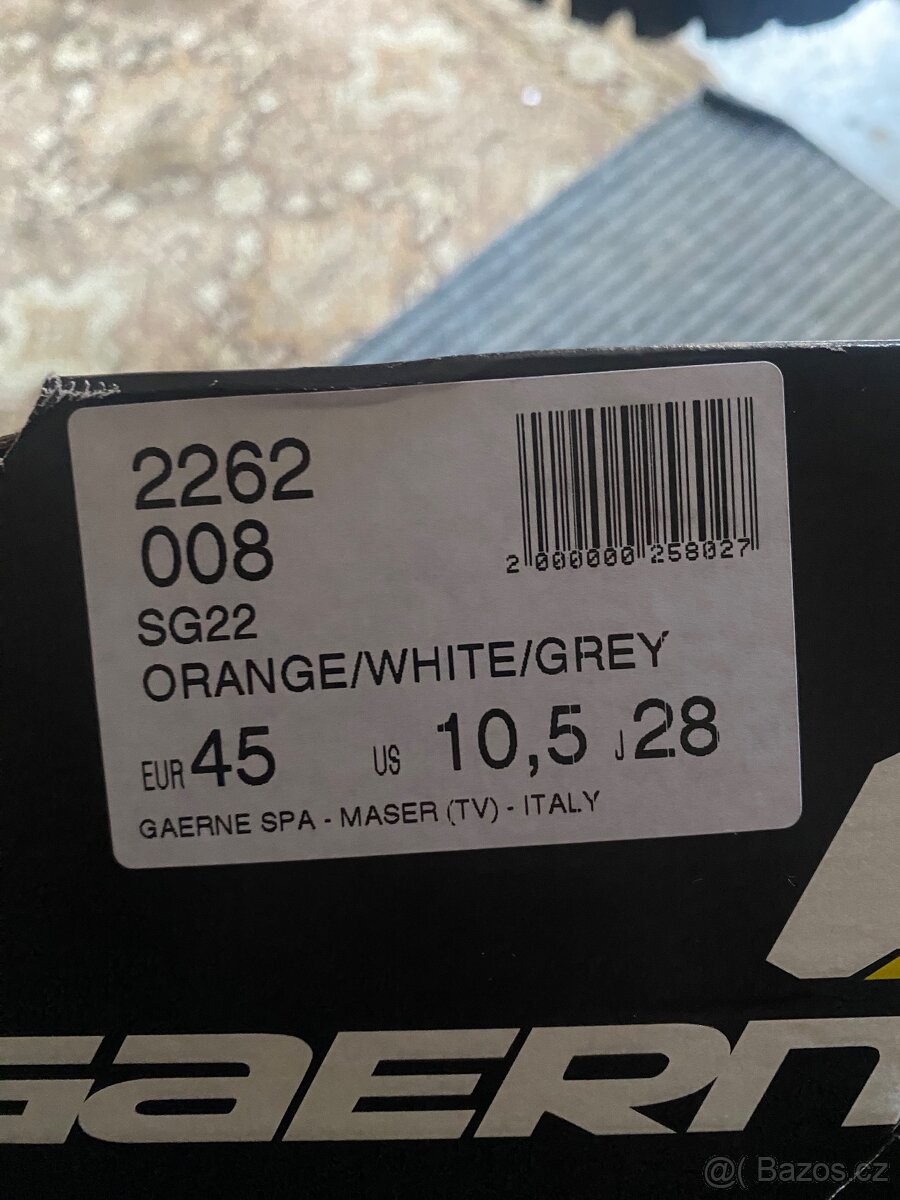 2262
008
SG22
ORANGE/WHITE/GREY
EUR 45 US 10,5 J 28
GAERNE SPA - MASER (TV) - ITALY
2 000000 258027
GAERN
@( Bazos.cz